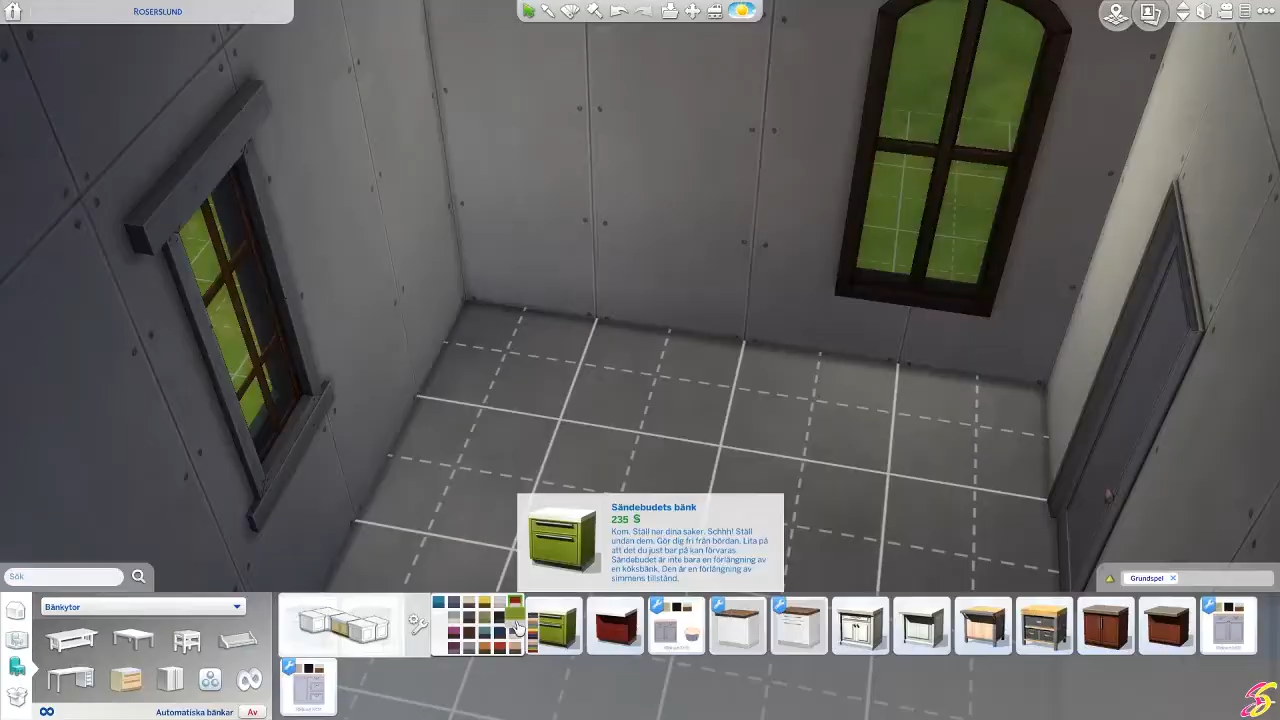 Roserslund
Sändebudets bänk
235 $
Kom. Ställ ner dina saker. Schhh! Ställ
undan dem. Gör dig fri från bördan. Lita på
att det du just bar på kan förvaras.
Sändebudet är inte bara en förlängning av
en köksbänk. Den är en förlängning av
simmens tillstånd.
Sök
Grundspel
Bänkytor
Automatiska bänkar
Av